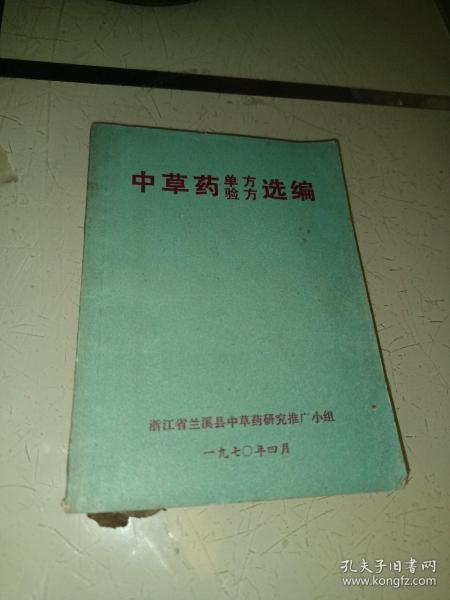 中草药单方验方选编
浙江省兰溪县中草药研究推广小组
一九七〇年四月
孔夫子旧书网
www.kongfz.com